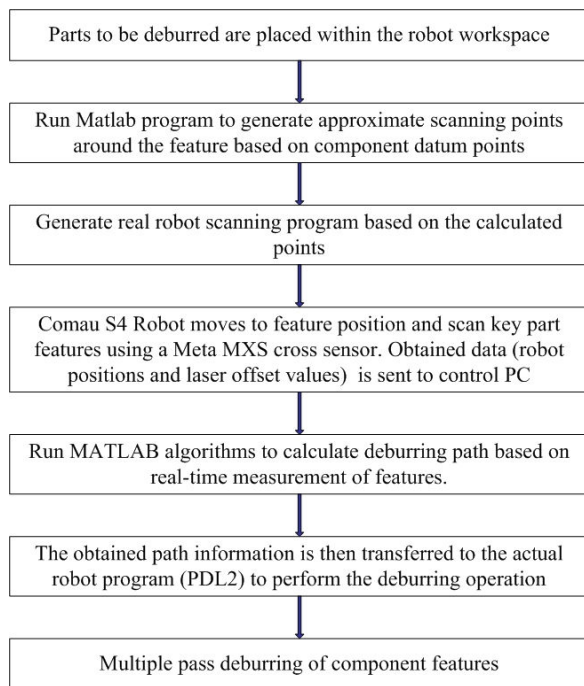 Parts to be deburred are placed within the robot workspace
Run Matlab program to generate approximate scanning points
around the feature based on component datum points
Generate real robot scanning program based on the calculated
points
Comau S4 Robot moves to feature position and scan key part
features using a Meta MXS cross sensor. Obtained data (robot
positions and laser offset values)  is sent to control PC
Run MATLAB algorithms to calculate deburring path based on
real-time measurement of features.
The obtained path information is then transferred to the actual
robot program (PDL2) to perform the deburring operation
Multiple pass deburring of component features